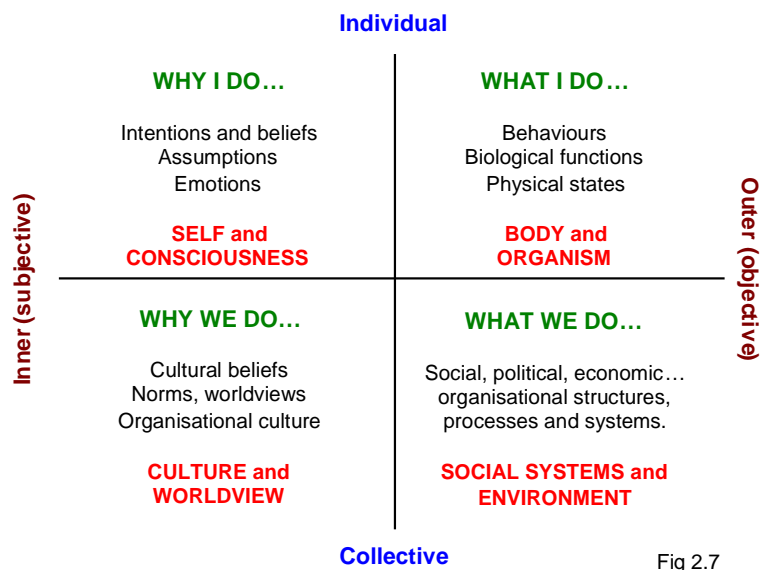 Individual
WHY I DO…
Intentions and beliefs
Assumptions
Emotions
SELF and
CONSCIOUSNESS
WHAT I DO…
Behaviours
Biological functions
Physical states
BODY and
ORGANISM
Inner (subjective)
Outer (objective)
WHY WE DO…
Cultural beliefs
Norms, worldviews
Organisational culture
CULTURE and
WORLDVIEW
WHAT WE DO…
Social, political, economic…
organisational structures,
processes and systems.
SOCIAL SYSTEMS and
ENVIRONMENT
Collective
Fig 2.7